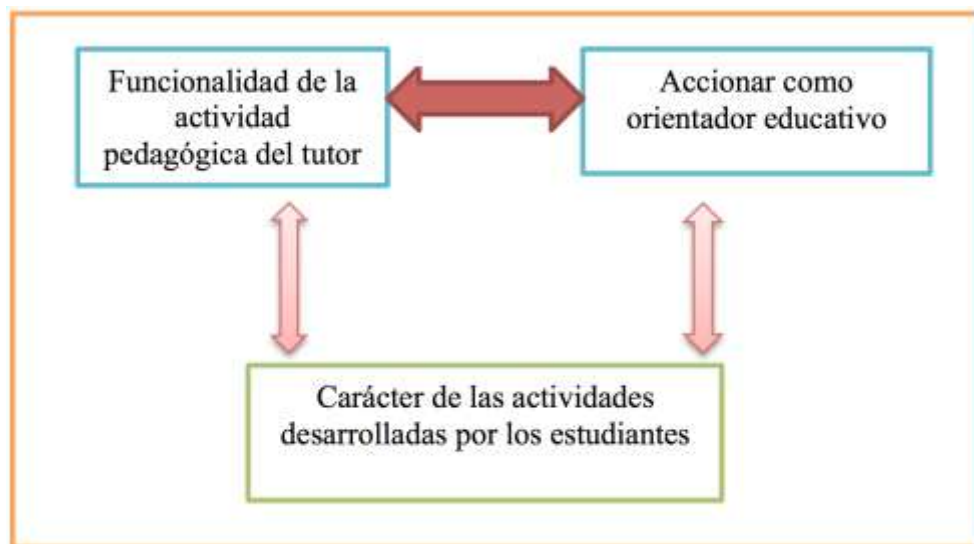 Funcionalidad de la
actividad
pedagógica del tutor
Accionar como
orientador educativo
Carácter de las actividades
desarrolladas por los estudiantes